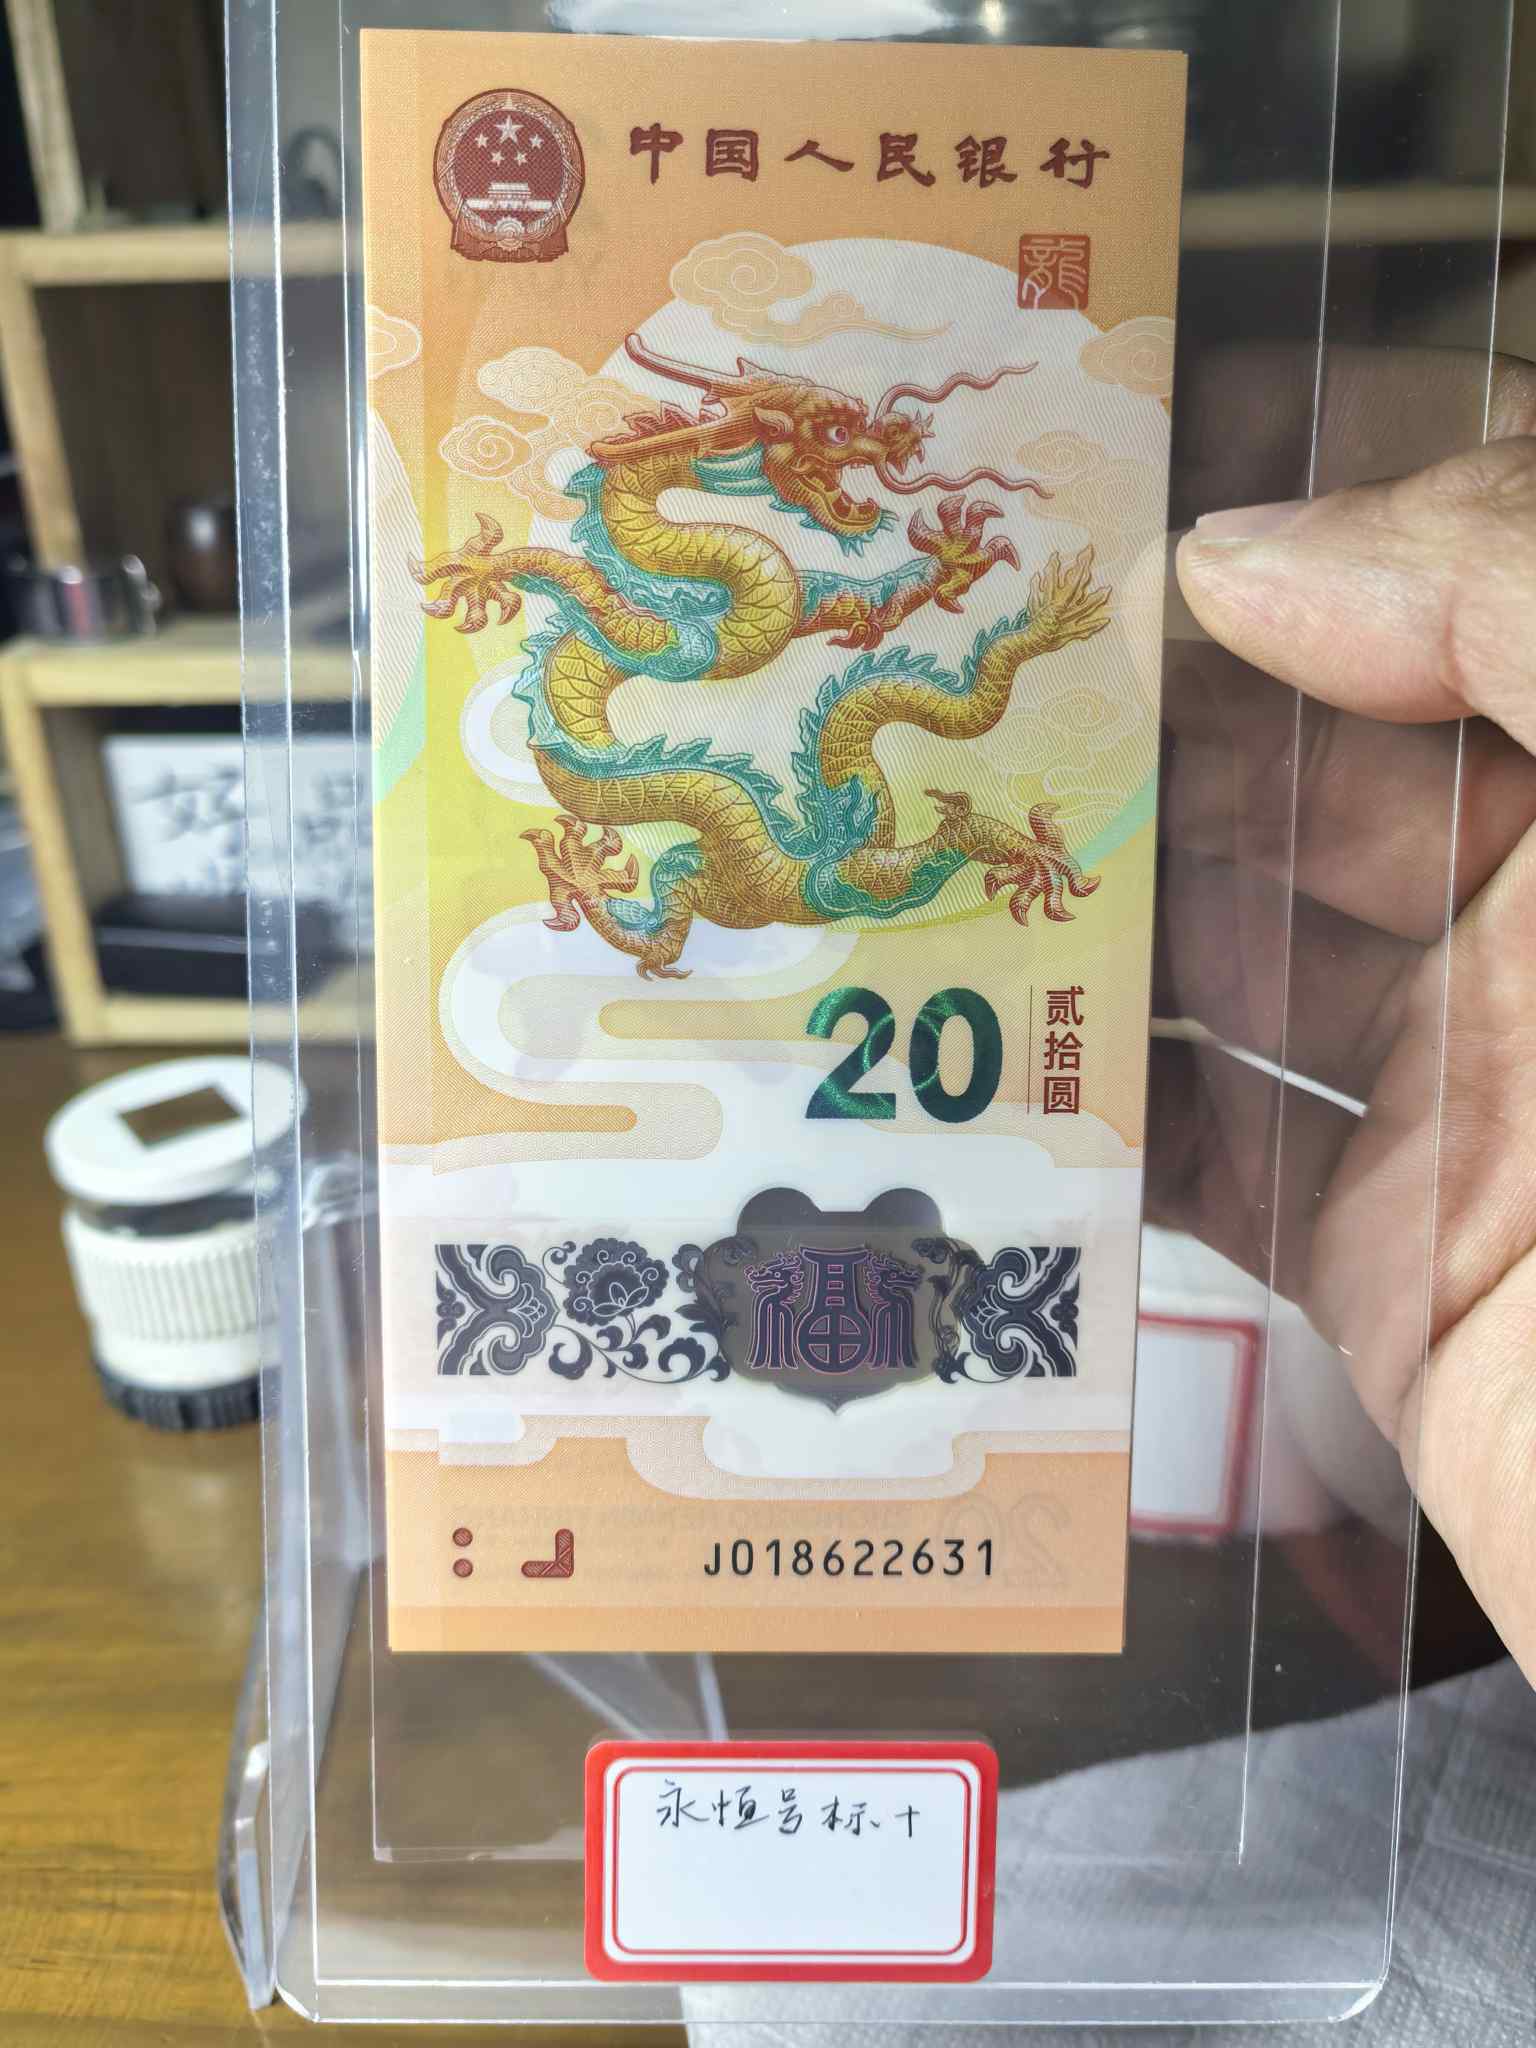 中国人民银行
龍
20
贰拾圆
福
J018622631
永恒号标十